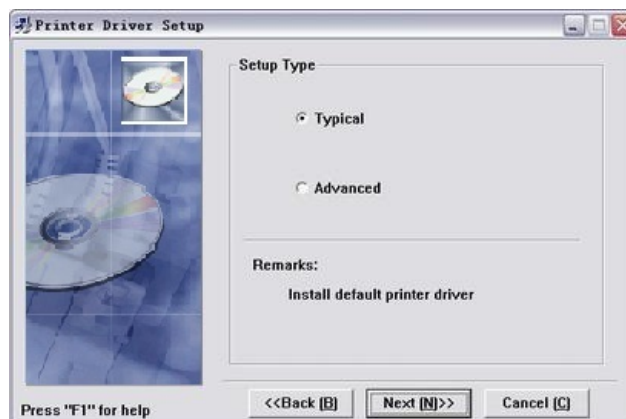 Printer Driver Setup
Setup Type
Typical
Advanced
Remarks:
Install default printer driver
Press "F1" for help
<<Back (B)
Next (N)>>
Cancel (C)